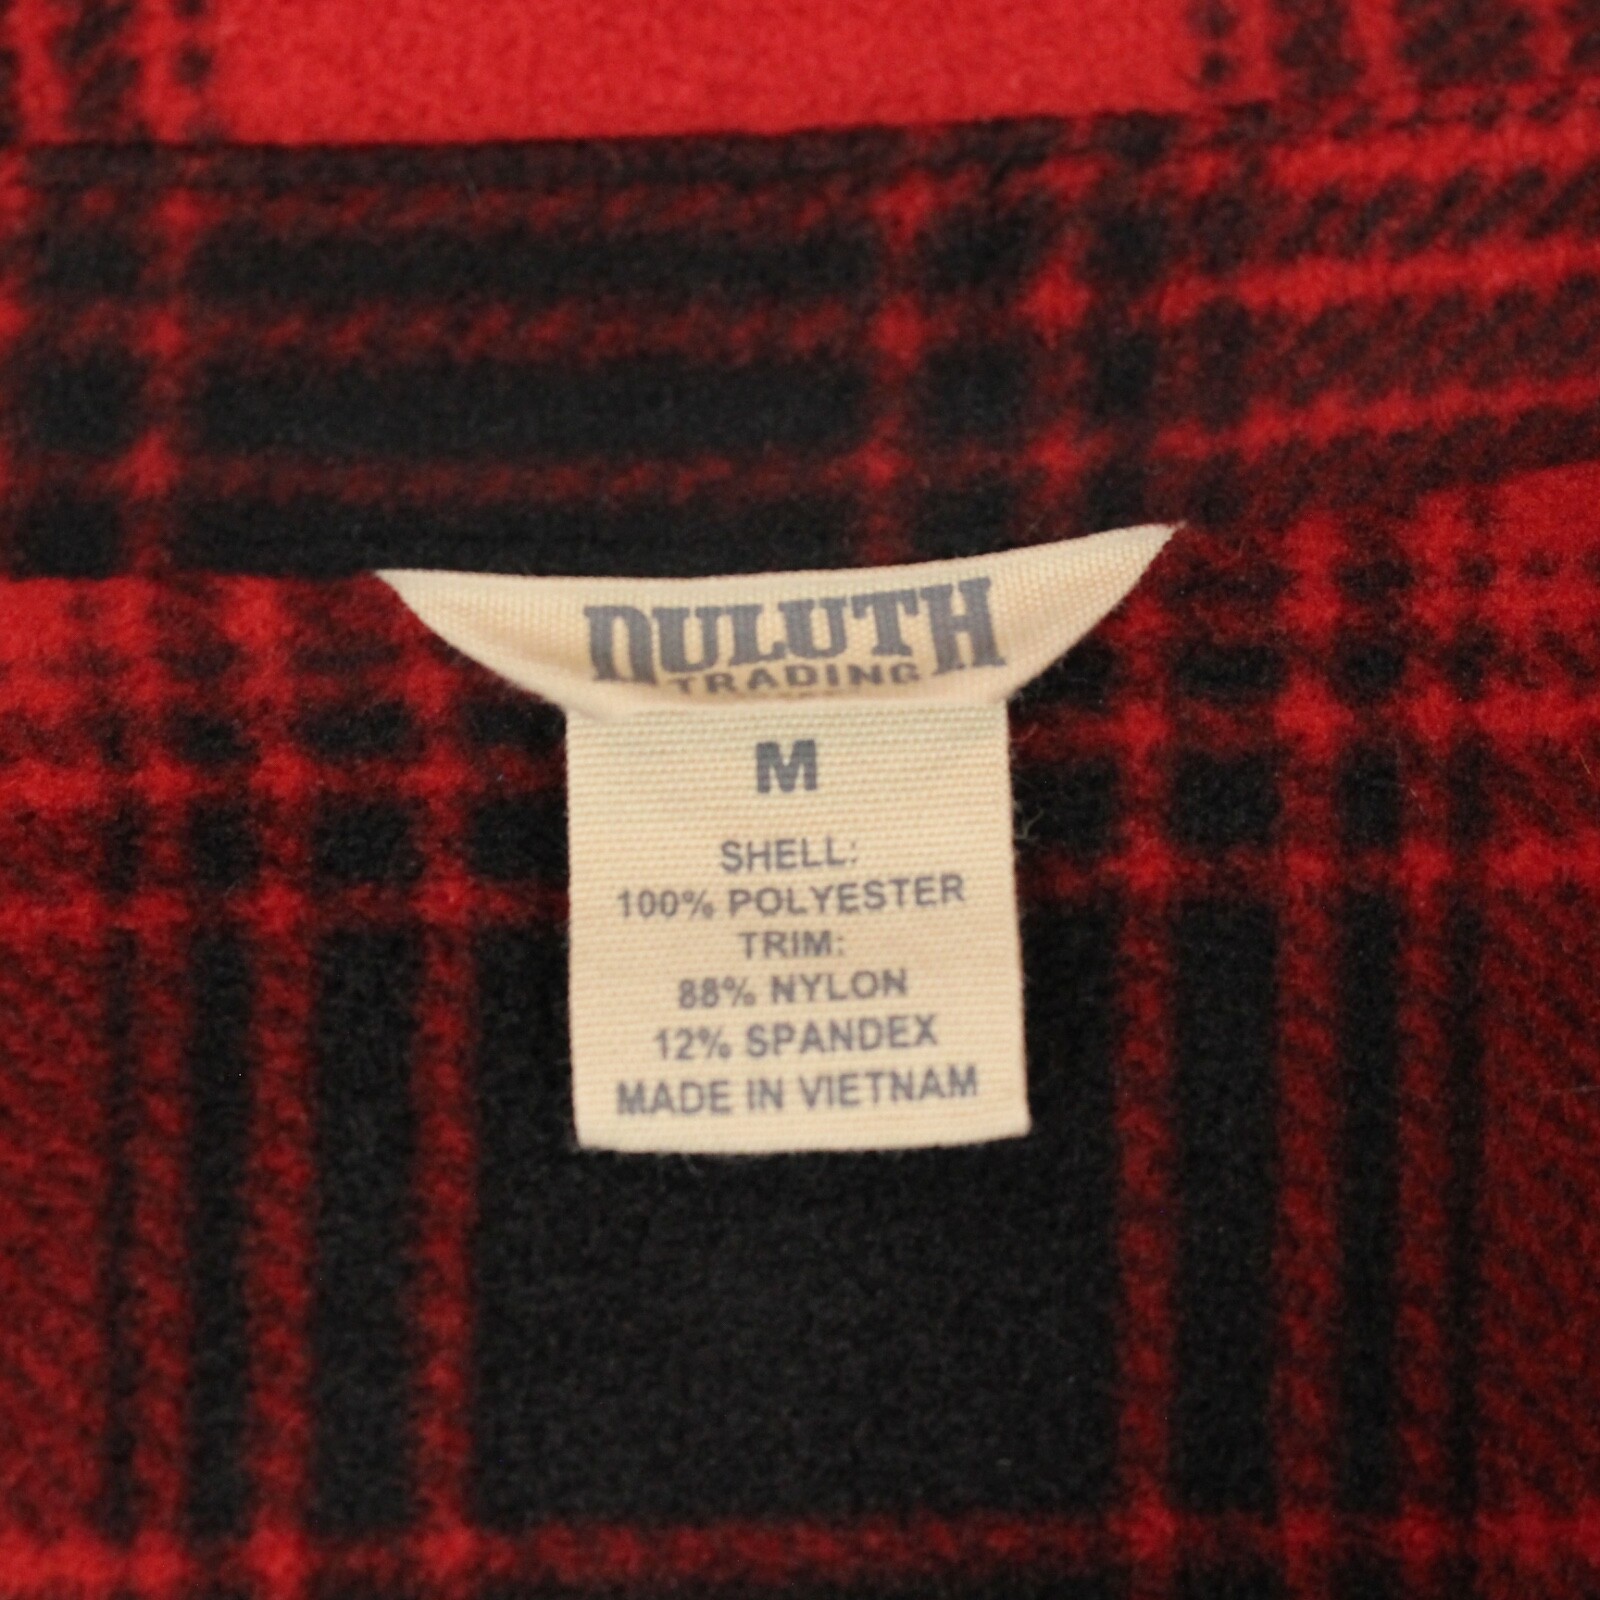 DULUTH
TRADING
M
SHELL:
100% POLYESTER
TRIM:
88% NYLON
12% SPANDEX
MADE IN VIETNAM